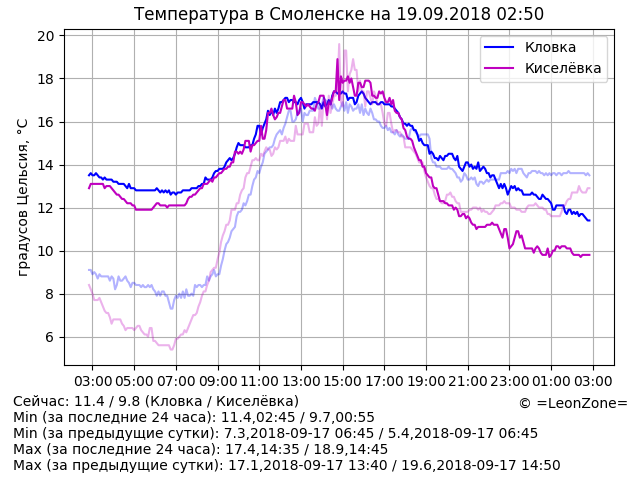 Температура в Смоленске на 19.09.2018 02:50
градусов Цельсия, °C
20
18
16
14
12
10
8
6
Кловка
Киселёвка
03:00 05:00 07:00 09:00 11:00 13:00 15:00 17:00 19:00 21:00 23:00 01:00 03:00
Сейчас: 11.4 / 9.8 (Кловка / Киселёвка)
© =LeonZone=
Min (за последние 24 часа): 11.4,02:45 / 9.7,00:55
Min (за предыдущие сутки): 7.3,2018-09-17 06:45 / 5.4,2018-09-17 06:45
Max (за последние 24 часа): 17.4,14:35 / 18.9,14:45
Max (за предыдущие сутки): 17.1,2018-09-17 13:40 / 19.6,2018-09-17 14:50